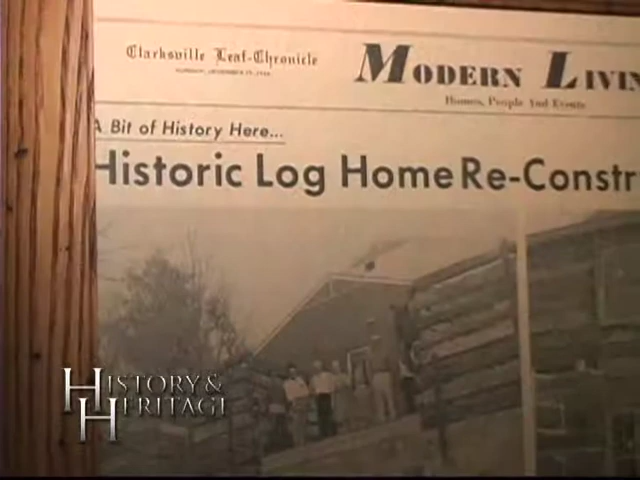 Clarksville Leaf-Chronicle
Modern Livin
Homes, People And Events
A Bit of History Here...
Historic Log Home Re-Constr
History &
Heritage